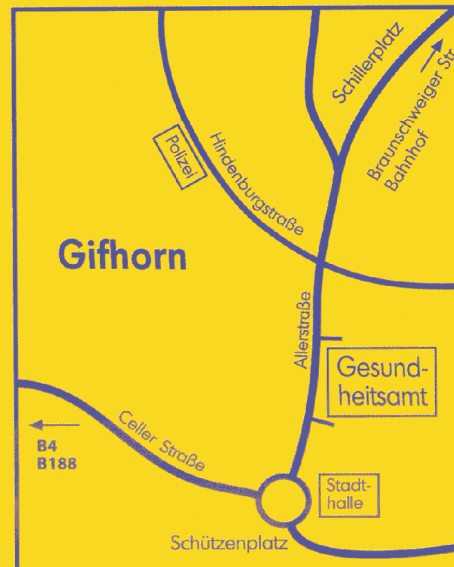 Schillerplatz
Braunschweiger Str
Bahnhof
Polizei
Hindenburgstraße
Gifhorn
Allerstraße
Gesund-
heitsamt
Celler Straße
B4
B188
Stadt-
halle
Schützenplatz